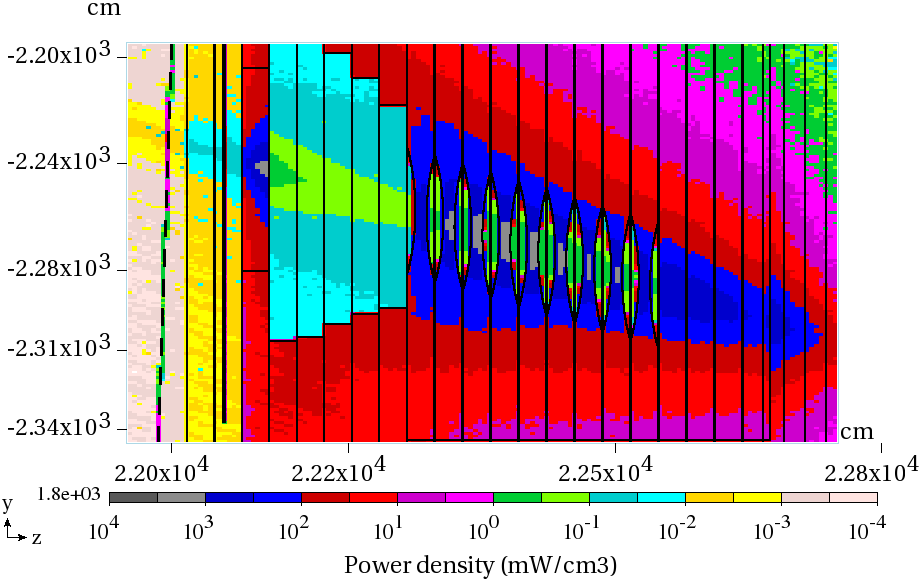 cm
-2.20x10³
-2.24x10³
-2.28x10³
-2.31x10³
-2.34x10³
cm
2.20x10⁴ 2.22x10⁴ 2.25x10⁴ 2.28x10⁴
1.8e+03
10⁴ 10³ 10² 10¹ 10⁰ 10⁻¹ 10⁻² 10⁻³ 10⁻⁴
y
z
Power density (mW/cm3)